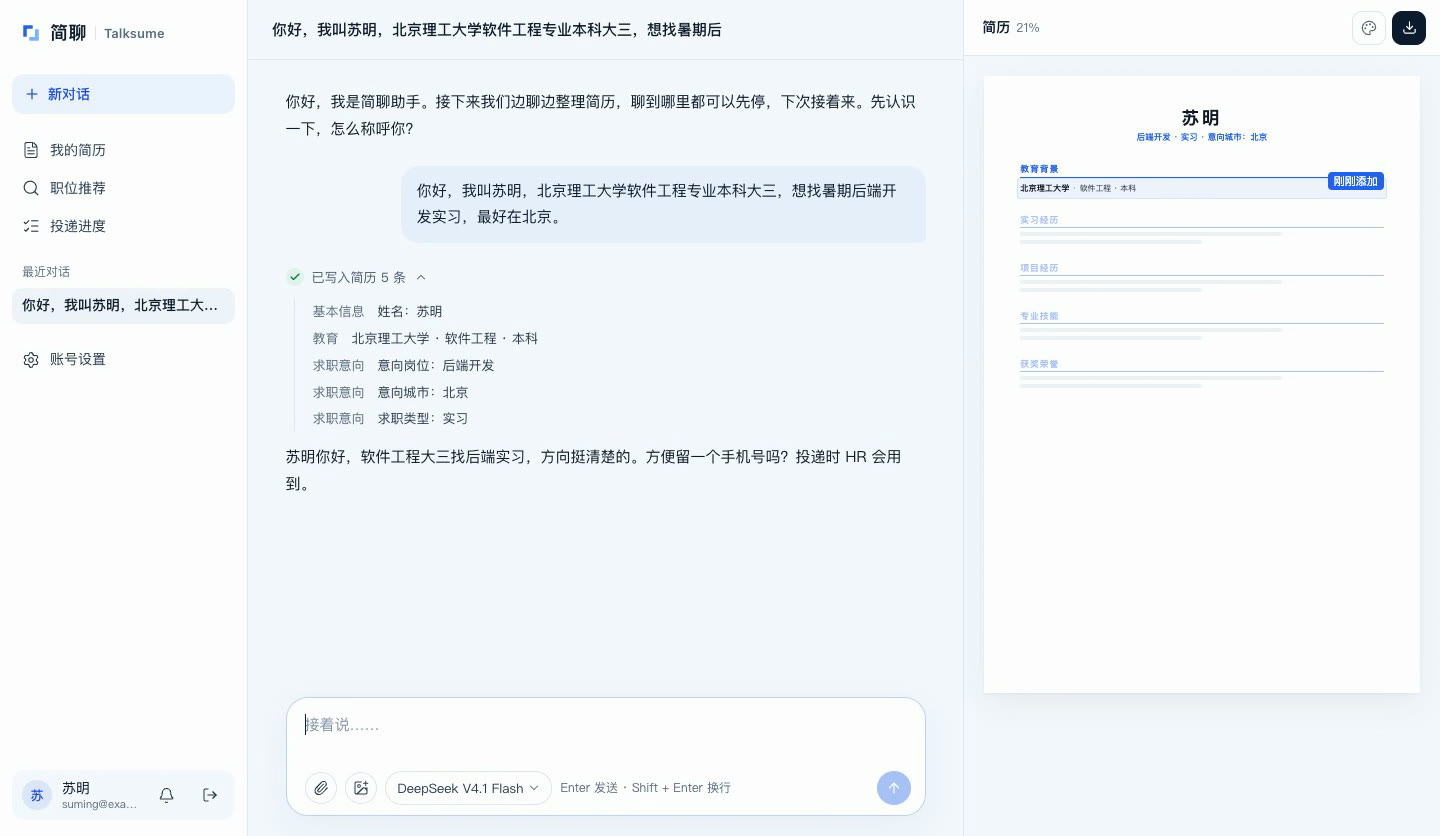 简聊 Talksume
新对话
我的简历
职位推荐
投递进度
最近对话
你好，我叫苏明，北京理工大...
账号设置
苏
苏明
suming@exa...
你好，我叫苏明，北京理工大学软件工程专业本科大三，想找暑期后
你好，我是简聊助手。接下来我们边聊边整理简历，聊到哪里都可以先停，下次接着来。先认识
一下，怎么称呼你？
你好，我叫苏明，北京理工大学软件工程专业本科大三，想找暑期后端开
发实习，最好在北京。
已写入简历 5 条
基本信息 姓名：苏明
教育 北京理工大学 · 软件工程 · 本科
求职意向 意向岗位：后端开发
求职意向 意向城市：北京
求职意向 求职类型：实习
苏明你好，软件工程大三找后端实习，方向挺清楚的。方便留一个手机号吗？投递时 HR 会用
到。
接着说……
DeepSeek V4.1 Flash
Enter 发送 · Shift + Enter 换行
简历 21%
苏明
后端开发 · 实习 · 意向城市：北京
教育背景
刚刚添加
北京理工大学 · 软件工程 · 本科
实习经历
项目经历
专业技能
获奖荣誉